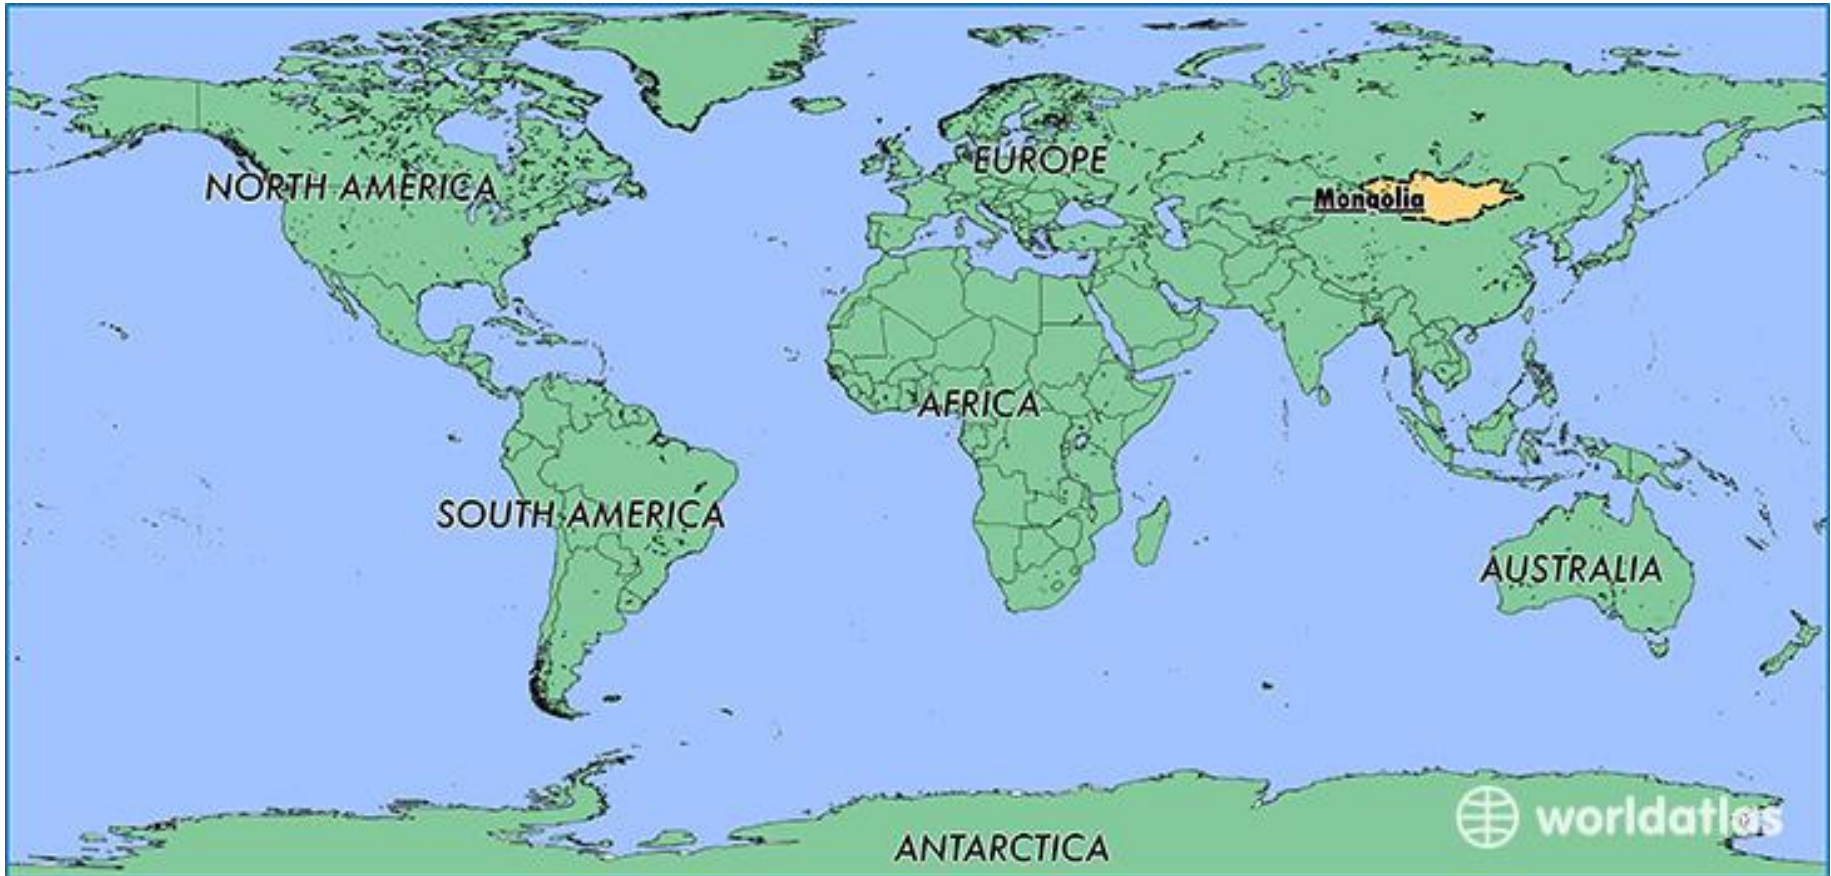 EUROPE
NORTH AMERICA
Mongolia
AFRICA
SOUTH AMERICA
AUSTRALIA
worldatlas
ANTARCTICA